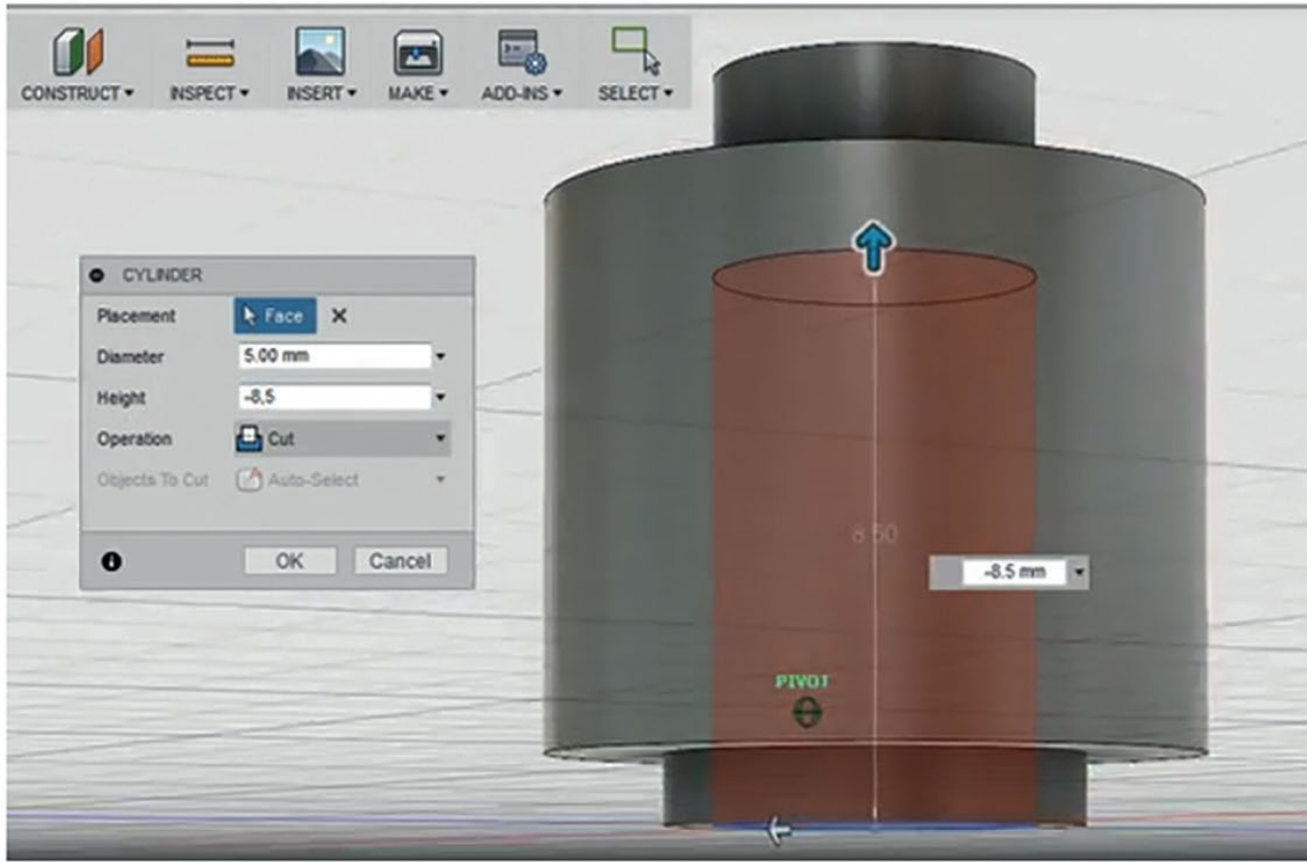 CONSTRUCT INSPECT INSERT MAKE ADD-INS SELECT
CYLINDER
Placement Face
Diameter 5.00 mm
Height -8.5
Operation Cut
Objects To Cut Auto-Select
OK Cancel
8.50
-8.5 mm
PIVOT